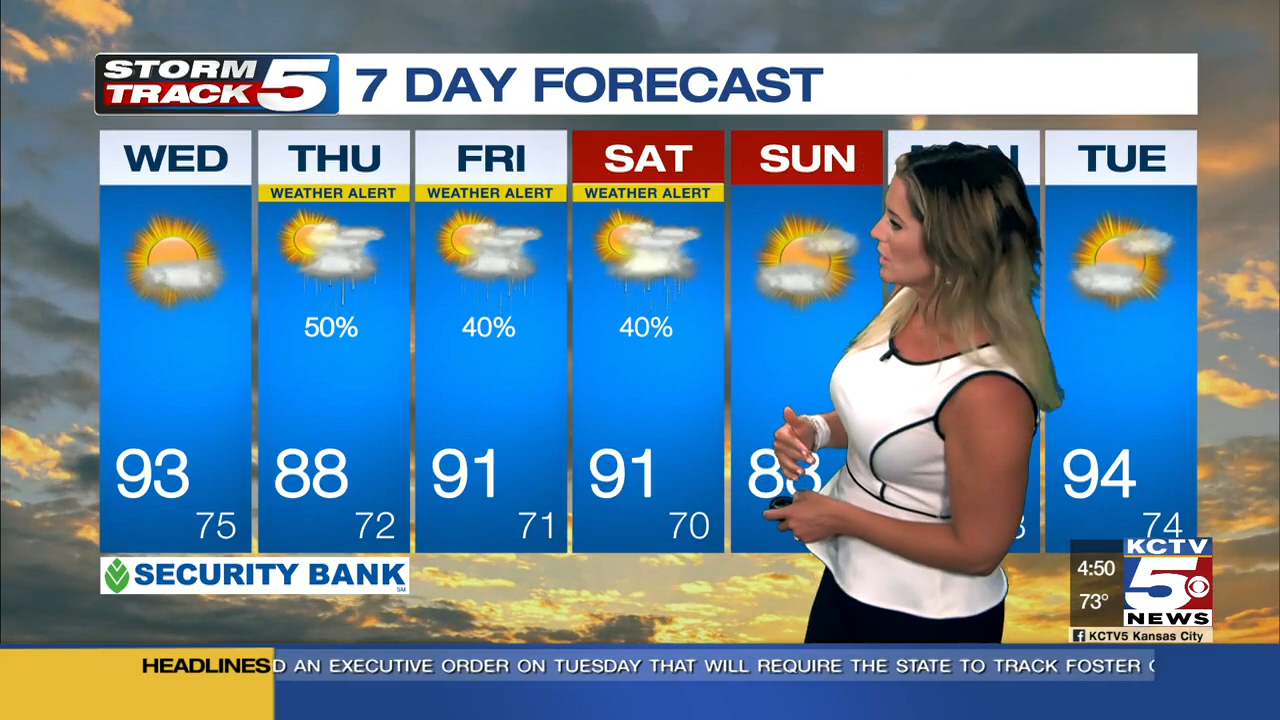 STORM TRACK 5
7 DAY FORECAST
WED THU FRI SAT SUN TUE
WEATHER ALERT WEATHER ALERT WEATHER ALERT
50% 40% 40%
93 88 91 91 88 94
75 72 71 70 74
SECURITY BANK
SM
4:50
73°
KCTV
5
NEWS
KCTV5 Kansas City
HEADLINES D AN EXECUTIVE ORDER ON TUESDAY THAT WILL REQUIRE THE STATE TO TRACK FOSTER